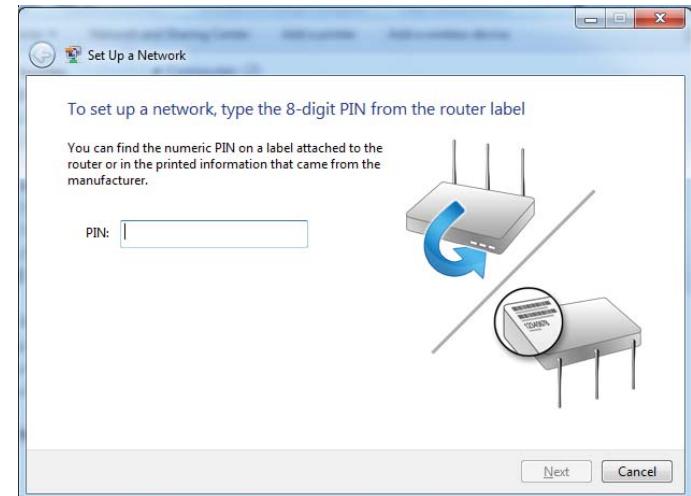 Set Up a Network
To set up a network, type the 8-digit PIN from the router label
You can find the numeric PIN on a label attached to the
router or in the printed information that came from the
manufacturer.
PIN:
12345678
Next
Cancel